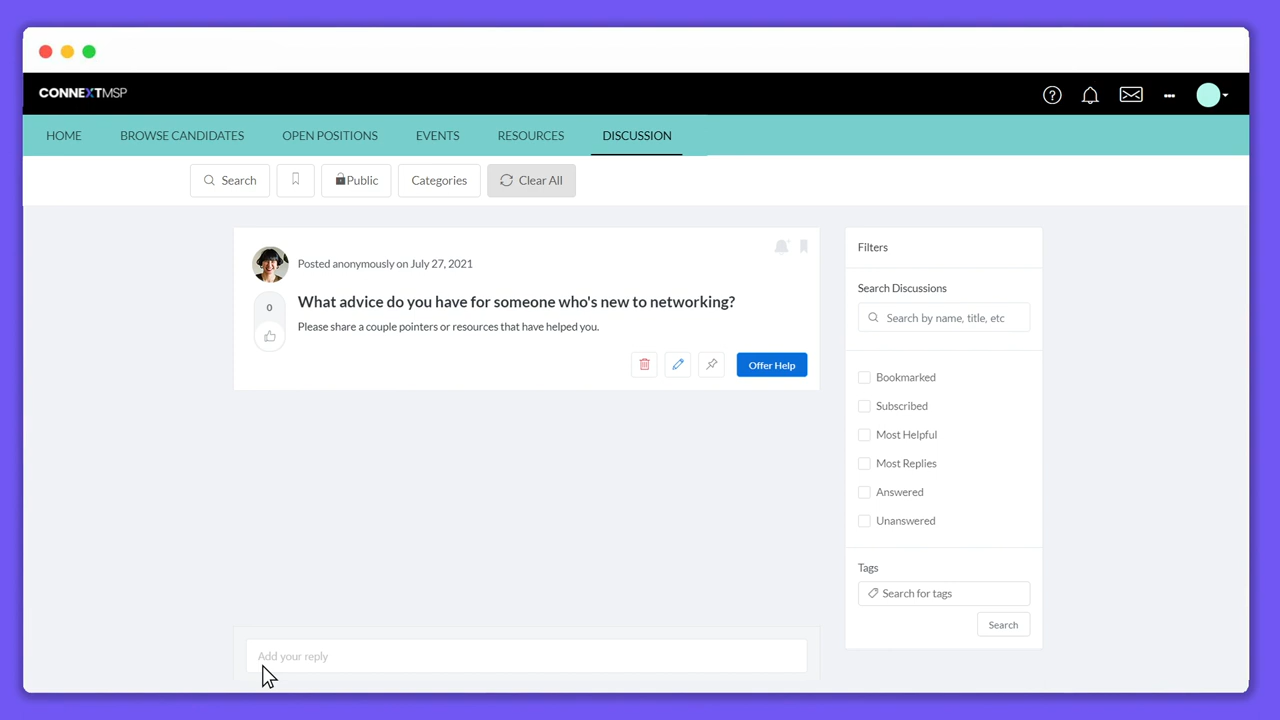 CONNEXTMSP
HOME BROWSE CANDIDATES OPEN POSITIONS EVENTS RESOURCES DISCUSSION
Search Public Categories Clear All
Posted anonymously on July 27, 2021
0
What advice do you have for someone who's new to networking?
Please share a couple pointers or resources that have helped you.
Offer Help
Add your reply
Filters
Search Discussions
Search by name, title, etc
Bookmarked
Subscribed
Most Helpful
Most Replies
Answered
Unanswered
Tags
Search for tags
Search